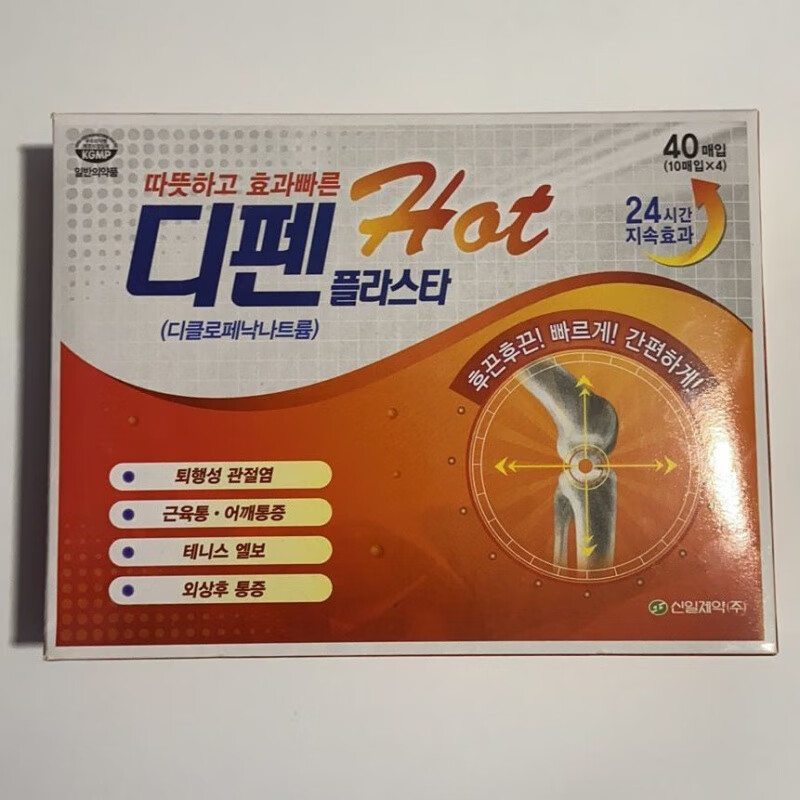 KGMP
일반의약품
40매입
(10매입×4)
따뜻하고 효과빠른
디펜 Hot
플라스타
(디클로페낙나트륨)
24시간
지속효과
후끈후끈! 빠르게! 간편하게!
퇴행성 관절염
근육통·어깨통증
테니스 엘보
외상후 통증
신일제약(주)